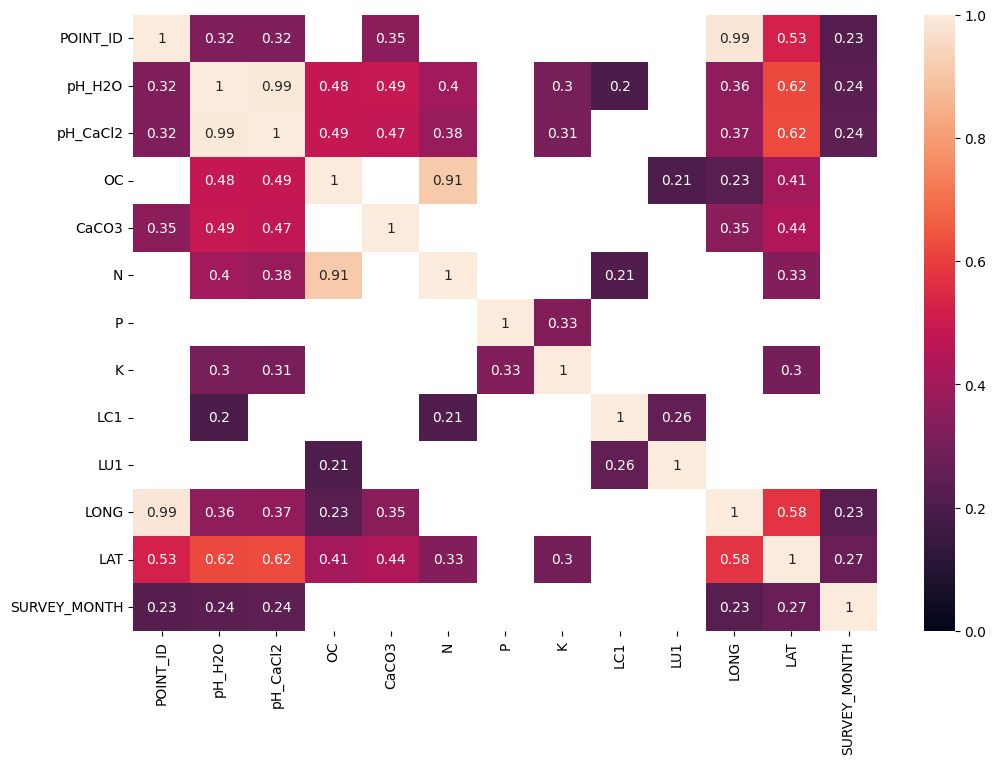 POINT_ID 1 0.32 0.32 0.35 0.99 0.53 0.23
pH_H2O 0.32 1 0.99 0.48 0.49 0.4 0.3 0.2 0.36 0.62 0.24
pH_CaCl2 0.32 0.99 1 0.49 0.47 0.38 0.31 0.37 0.62 0.24
OC 0.48 0.49 1 0.91 0.21 0.23 0.41
CaCO3 0.35 0.49 0.47 1 0.35 0.44
N 0.4 0.38 0.91 1 0.21 0.33
P 1 0.33
K 0.3 0.31 0.33 1 0.3
LC1 0.2 0.21 1 0.26
LU1 0.21 0.26 1
LONG 0.99 0.36 0.37 0.23 0.35 1 0.58 0.23
LAT 0.53 0.62 0.62 0.41 0.44 0.33 0.3 0.58 1 0.27
SURVEY_MONTH 0.23 0.24 0.24 0.23 0.27 1
POINT_ID pH_H2O pH_CaCl2 OC CaCO3 N P K LC1 LU1 LONG LAT SURVEY_MONTH
1.0
0.8
0.6
0.4
0.2
0.0